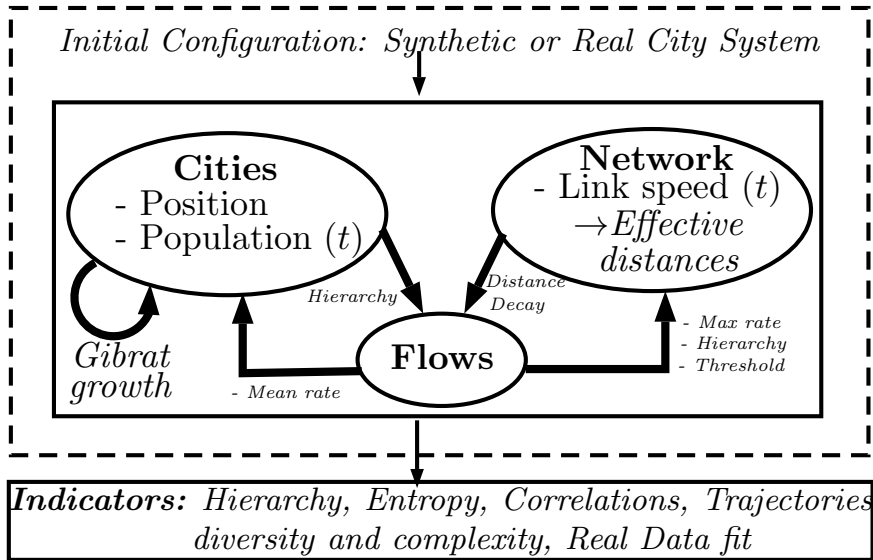 Initial Configuration: Synthetic or Real City System
Cities
- Position
- Population (t)
Network
- Link speed (t)
→Effective
distances
Hierarchy
Distance
Decay
Gibrat
growth
- Mean rate
Flows
- Max rate
- Hierarchy
- Threshold
Indicators: Hierarchy, Entropy, Correlations, Trajectories
diversity and complexity, Real Data fit